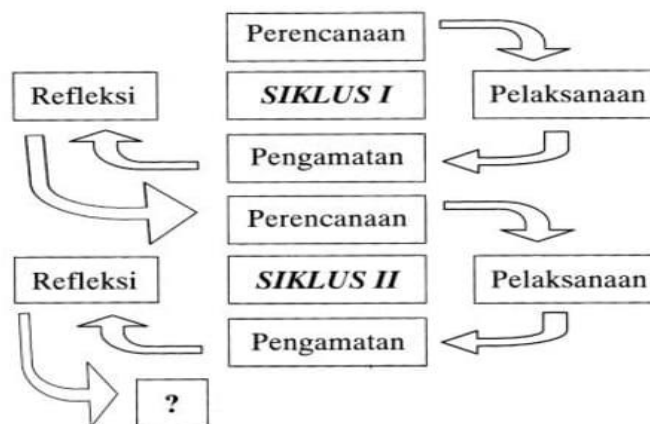 Perencanaan
Refleksi
SIKLUS I
Pelaksanaan
Pengamatan
Perencanaan
Refleksi
SIKLUS II
Pelaksanaan
Pengamatan
?